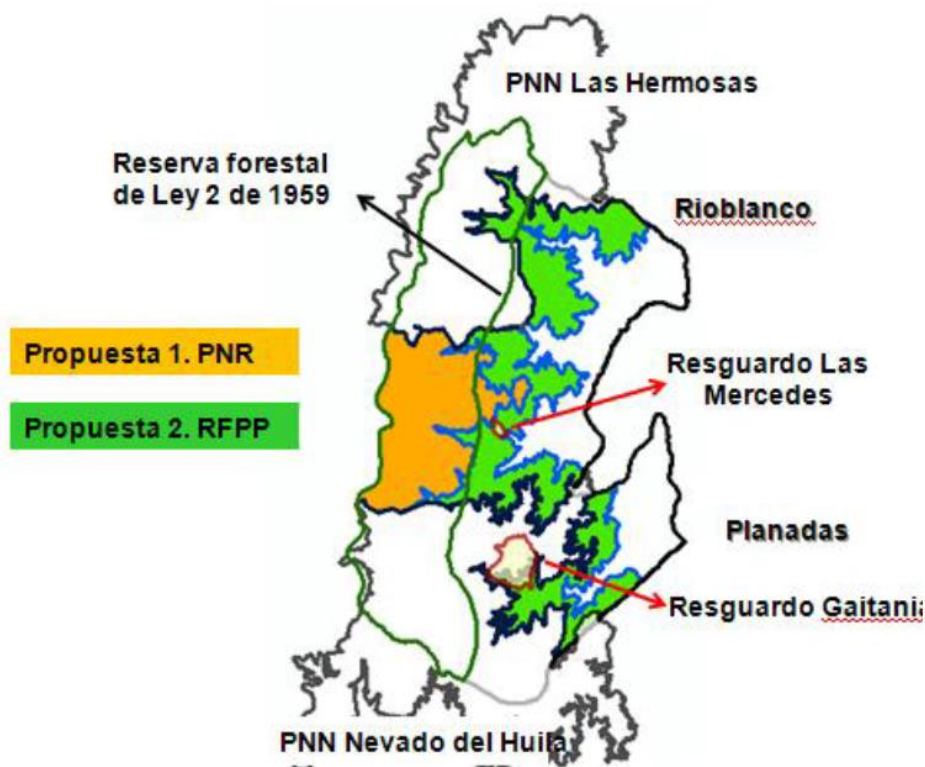 PNN Las Hermosas
Reserva forestal
de Ley 2 de 1959
Rioblanco
Propuesta 1. PNR
Resguardo Las
Mercedes
Propuesta 2. RFPP
Planadas
Resguardo Gaitania
PNN Nevado del Huila